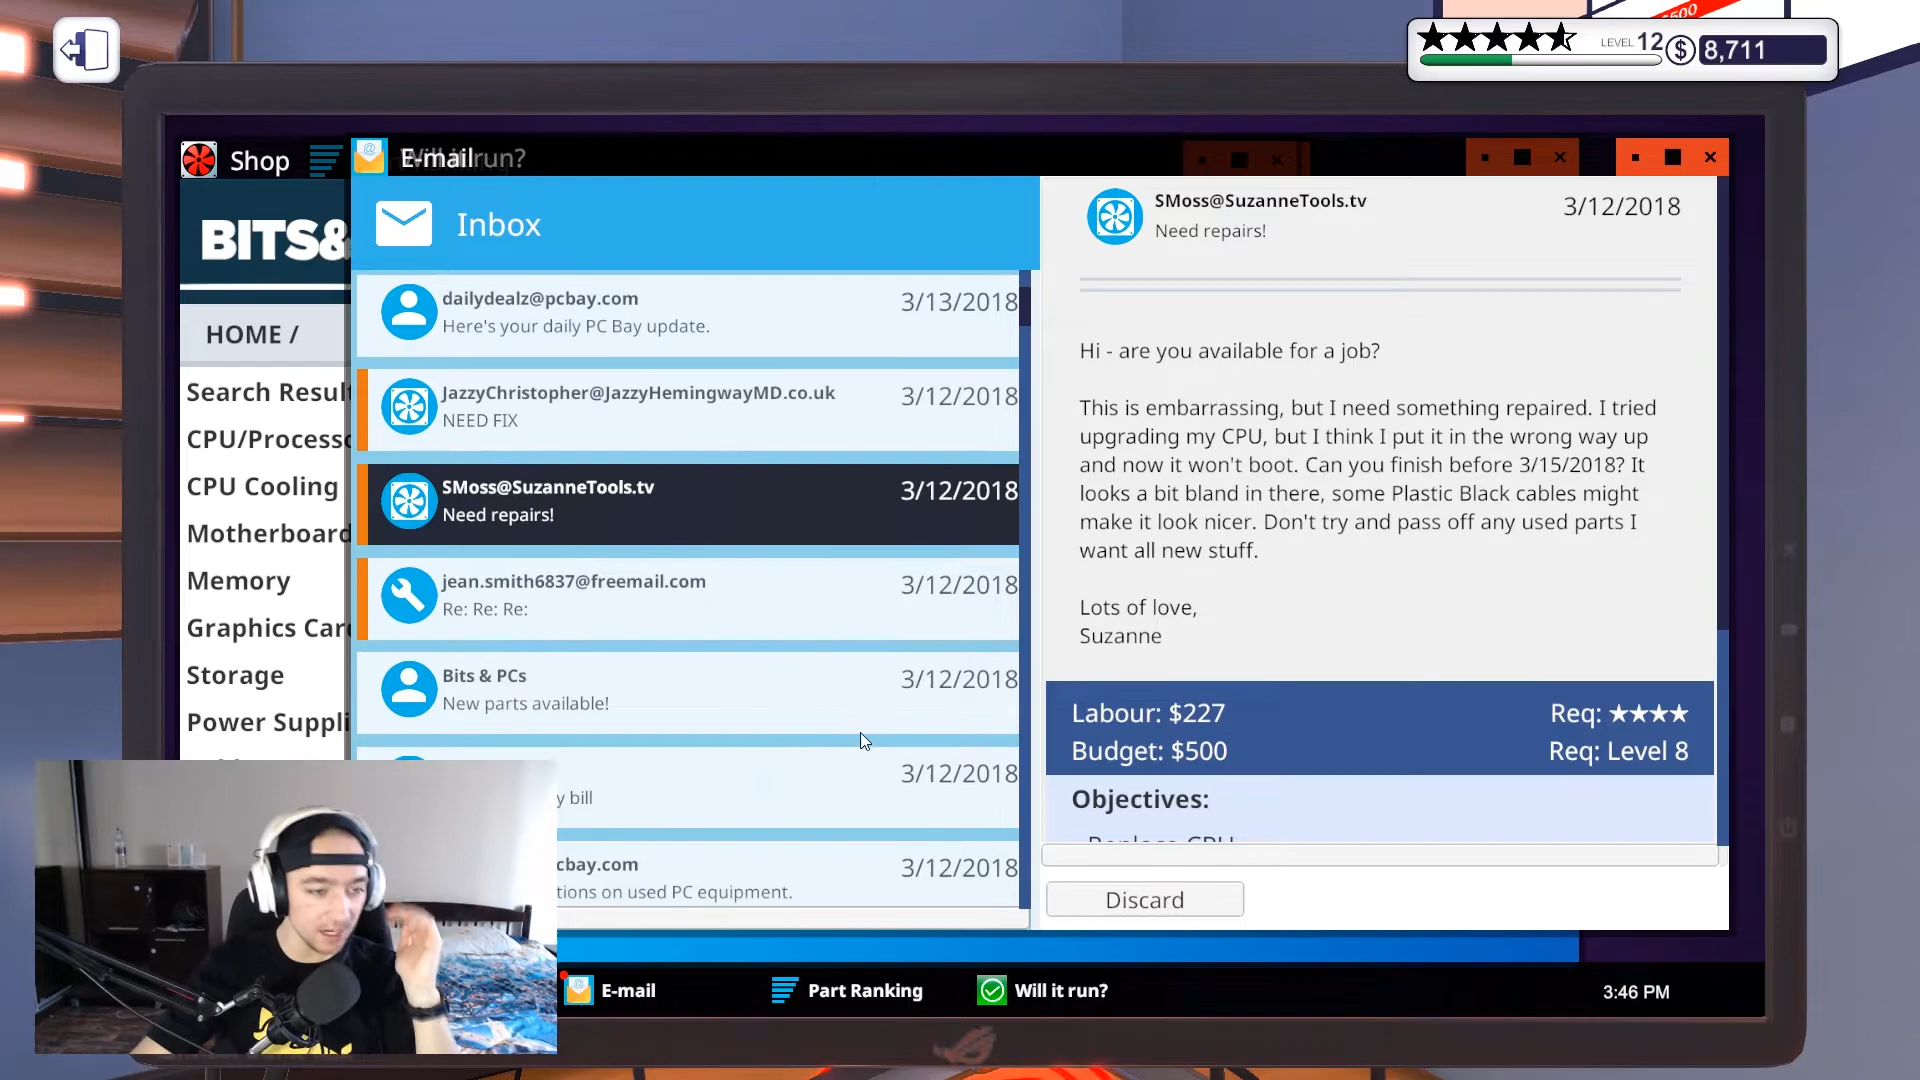 $500
LEVEL 12
$ 8,711
Shop
E-mail
Will it run?
BITS&
HOME /
Search Result
CPU/Processo
CPU Cooling
Motherboard
Memory
Graphics Car
Storage
Power Suppli
Inbox
dailydealz@pcbay.com
3/13/2018
Here's your daily PC Bay update.
JazzyChristopher@JazzyHemingwayMD.co.uk
3/12/2018
NEED FIX
SMoss@SuzanneTools.tv
3/12/2018
Need repairs!
jean.smith6837@freemail.com
3/12/2018
Re: Re: Re:
Bits & PCs
3/12/2018
New parts available!
3/12/2018
y bill
cbay.com
3/12/2018
tions on used PC equipment.
SMoss@SuzanneTools.tv
3/12/2018
Need repairs!
Hi - are you available for a job?
This is embarrassing, but I need something repaired. I tried
upgrading my CPU, but I think I put it in the wrong way up
and now it won't boot. Can you finish before 3/15/2018? It
looks a bit bland in there, some Plastic Black cables might
make it look nicer. Don't try and pass off any used parts I
want all new stuff.
Lots of love,
Suzanne
Labour: $227
Req: ★★★★
Budget: $500
Req: Level 8
Objectives:
Replace CPU
Discard
E-mail
Part Ranking
Will it run?
3:46 PM